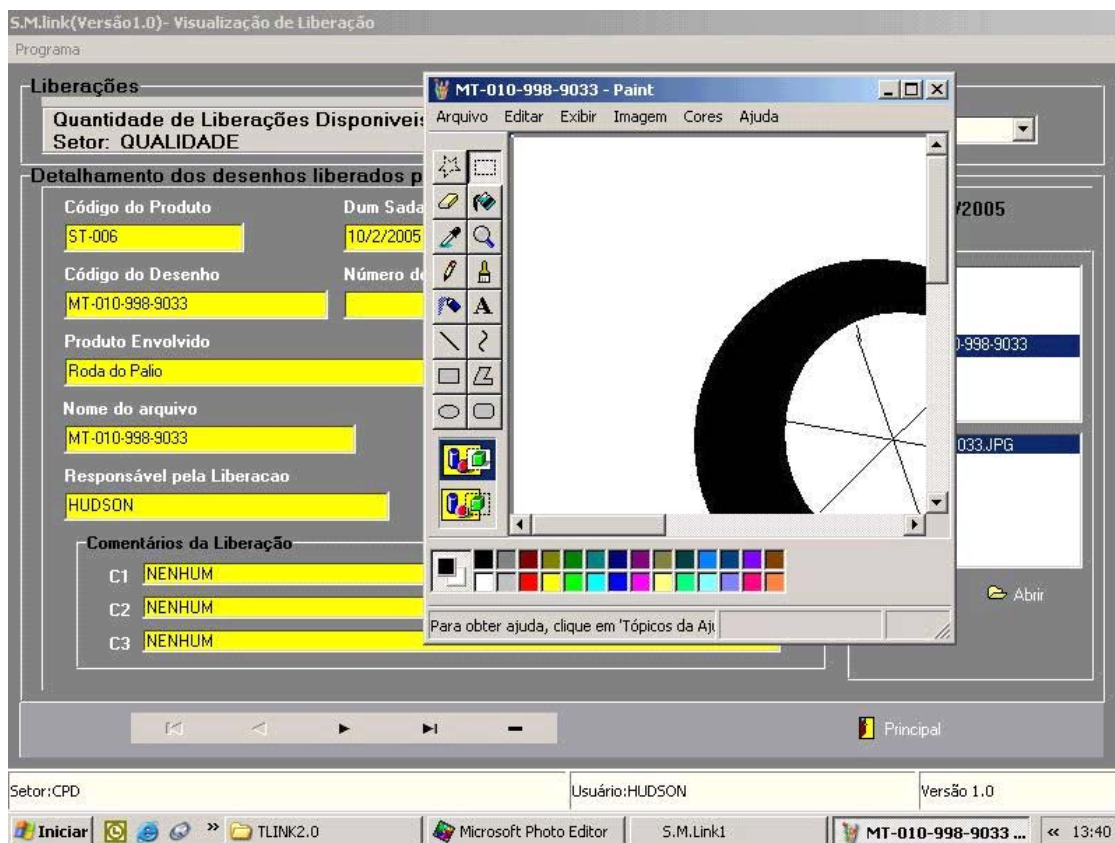 S.M.link(Versão1.0)- Visualização de Liberação
Programa
Liberações
Quantidade de Liberações Disponiveis
Setor: QUALIDADE
Detalhamento dos desenhos liberados p
Código do Produto
Dum Sada
ST-006
10/2/2005
Código do Desenho
Número de
MT-010-998-9033
Produto Envolvido
Roda do Palio
Nome do arquivo
MT-010-998-9033
Responsável pela Liberacao
HUDSON
Comentários da Liberação
C1 NENHUM
C2 NENHUM
C3 NENHUM
MT-010-998-9033 - Paint
Arquivo Editar Exibir Imagem Cores Ajuda
A
Para obter ajuda, clique em 'Tópicos da Aju
/2005
0-998-9033
033.JPG
Abrir
Principal
Setor:CPD
Usuário:HUDSON
Versão 1.0
Iniciar
TLINK2.0
Microsoft Photo Editor
S.M.Link1
MT-010-998-9033 ...
13:40